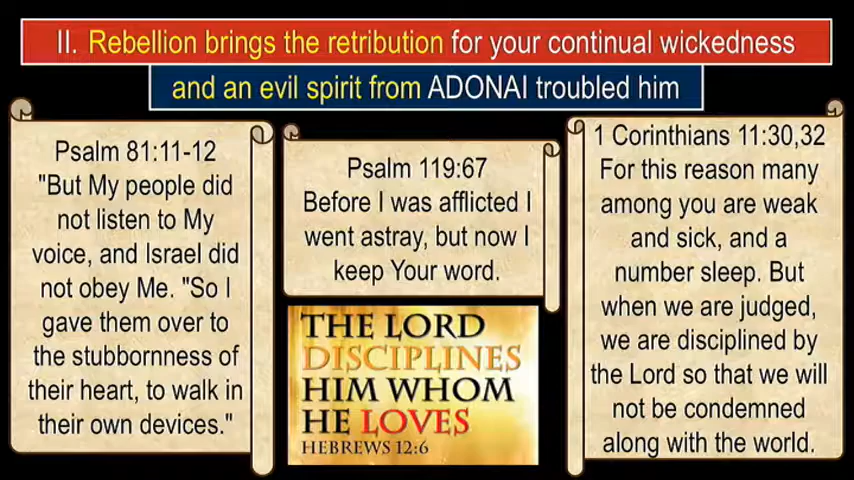 II. Rebellion brings the retribution for your continual wickedness
and an evil spirit from ADONAI troubled him
Psalm 81:11-12
"But My people did
not listen to My
voice, and Israel did
not obey Me. "So I
gave them over to
the stubbornness of
their heart, to walk in
their own devices."
Psalm 119:67
Before I was afflicted I
went astray, but now I
keep Your word.
THE LORD
DISCIPLINES
HIM WHOM
HE LOVES
HEBREWS 12:6
1 Corinthians 11:30,32
For this reason many
among you are weak
and sick, and a
number sleep. But
when we are judged,
we are disciplined by
the Lord so that we will
not be condemned
along with the world.